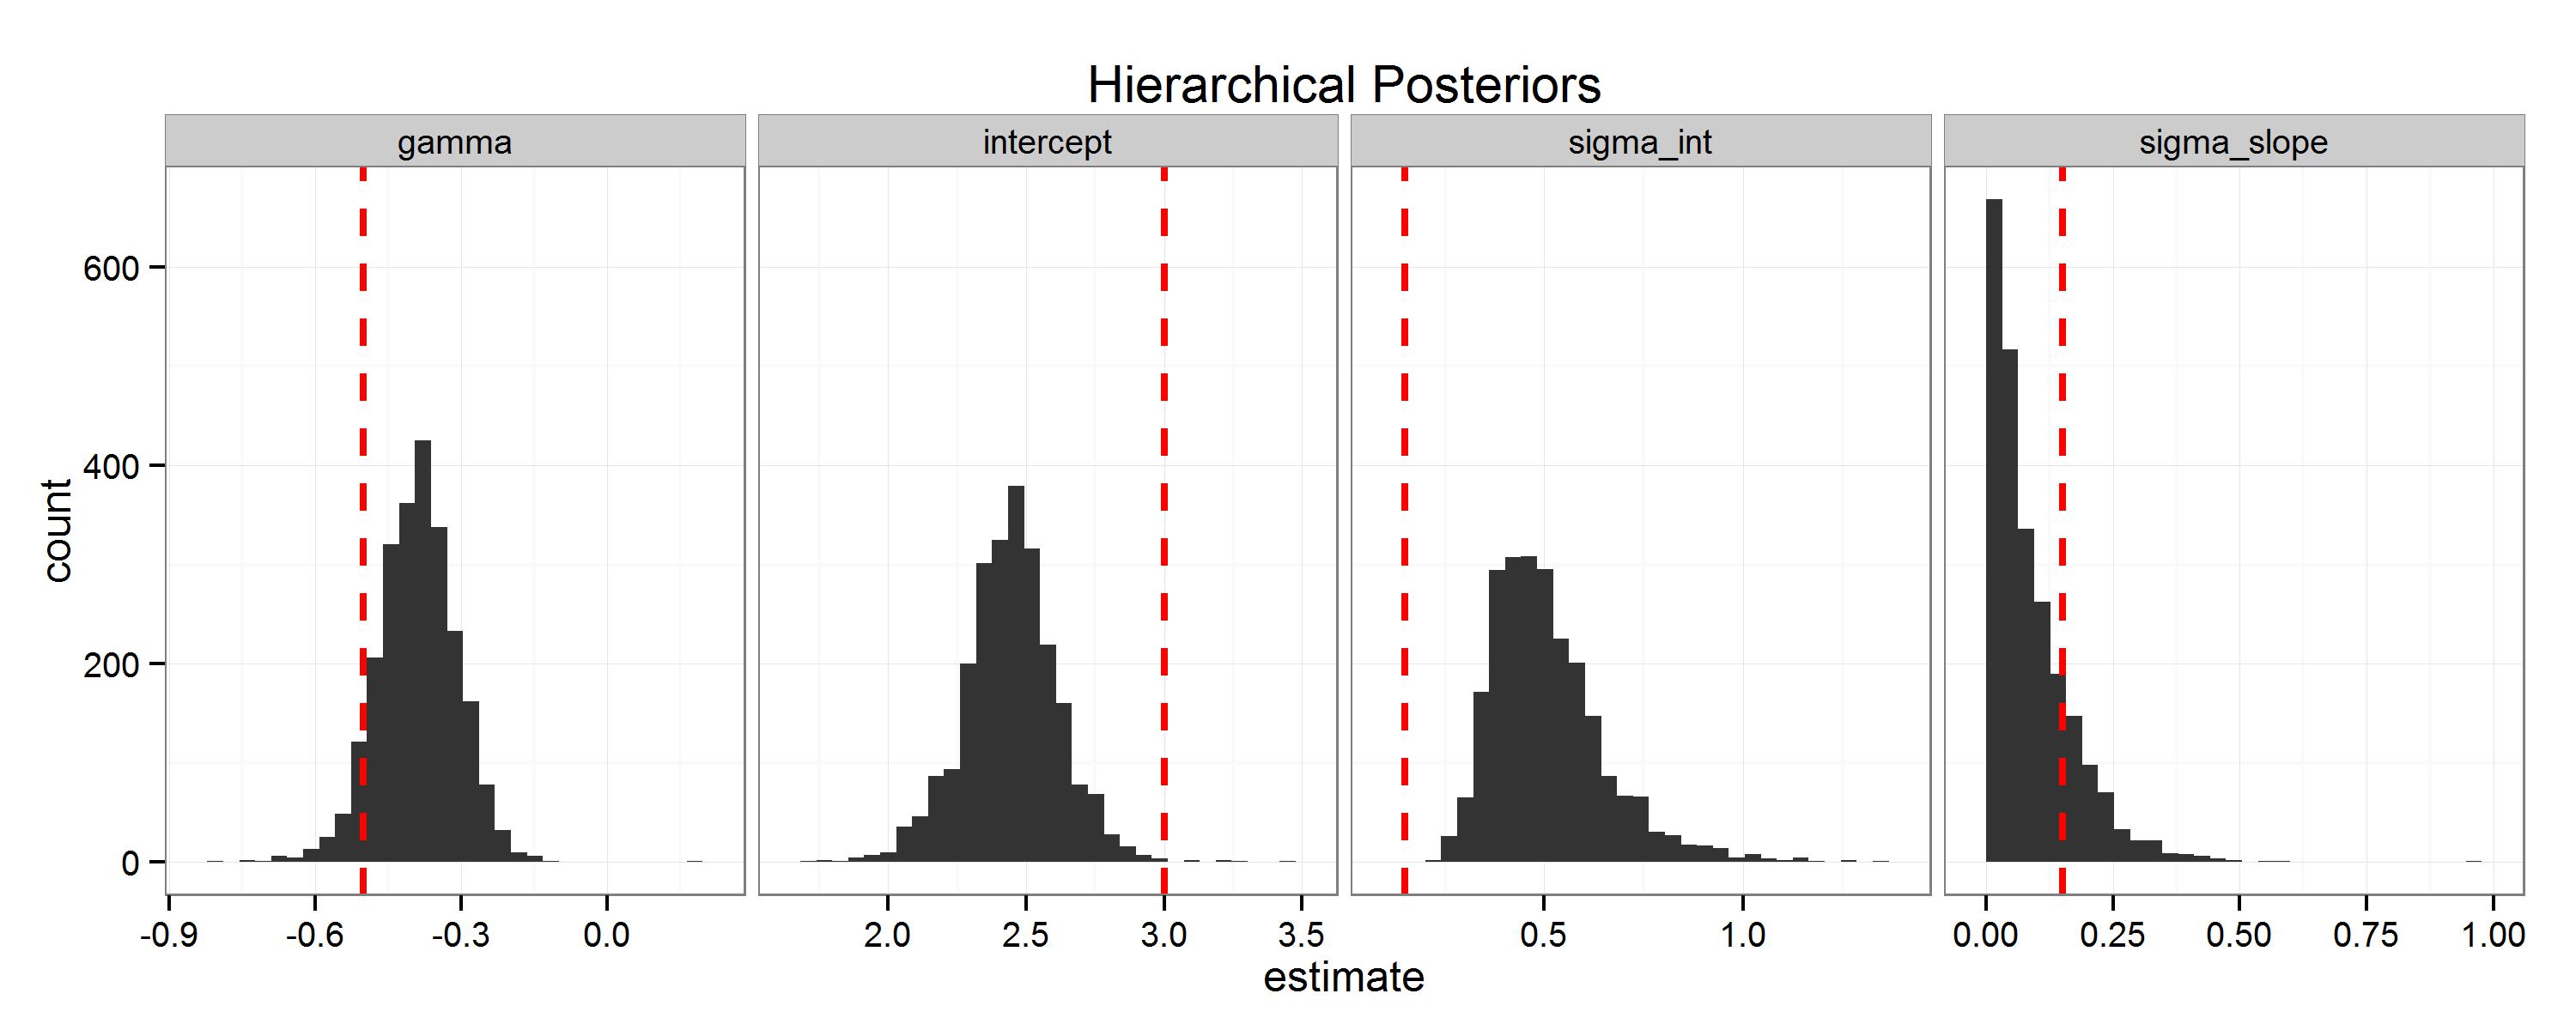 Hierarchical Posteriors
gamma intercept sigma_int sigma_slope
600
400
200
0
count
-0.9 -0.6 -0.3 0.0 2.0 2.5 3.0 3.5 0.5 1.0 0.00 0.25 0.50 0.75 1.00
estimate